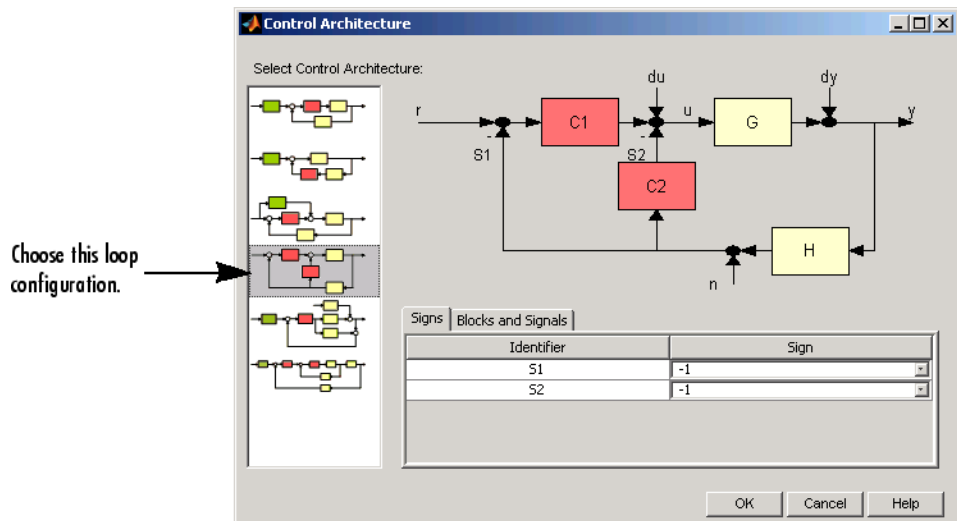 Control Architecture
Select Control Architecture:
du
dy
r
C1
u
G
y
-
-
S1
S2
C2
H
n
Choose this loop
configuration.
Signs
Blocks and Signals
Identifier
Sign
S1
-1
S2
-1
OK
Cancel
Help